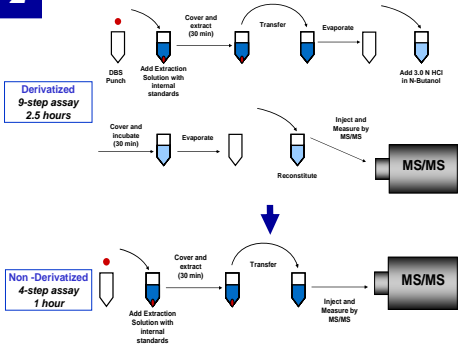 2
Cover and
extract
(30 min)
Transfer
Evaporate
DBS
Punch
Add Extraction
Solution with
internal
standards
Add 3.0 N HCl
in N-Butanol
Derivatized
9-step assay
2.5 hours
Cover and
incubate
(30 min)
Evaporate
Reconstitute
Inject and
Measure by
MS/MS
MS/MS
Non -Derivatized
4-step assay
1 hour
Cover and
extract
(30 min)
Transfer
Add Extraction
Solution with
internal
standards
Inject and
Measure by
MS/MS
MS/MS